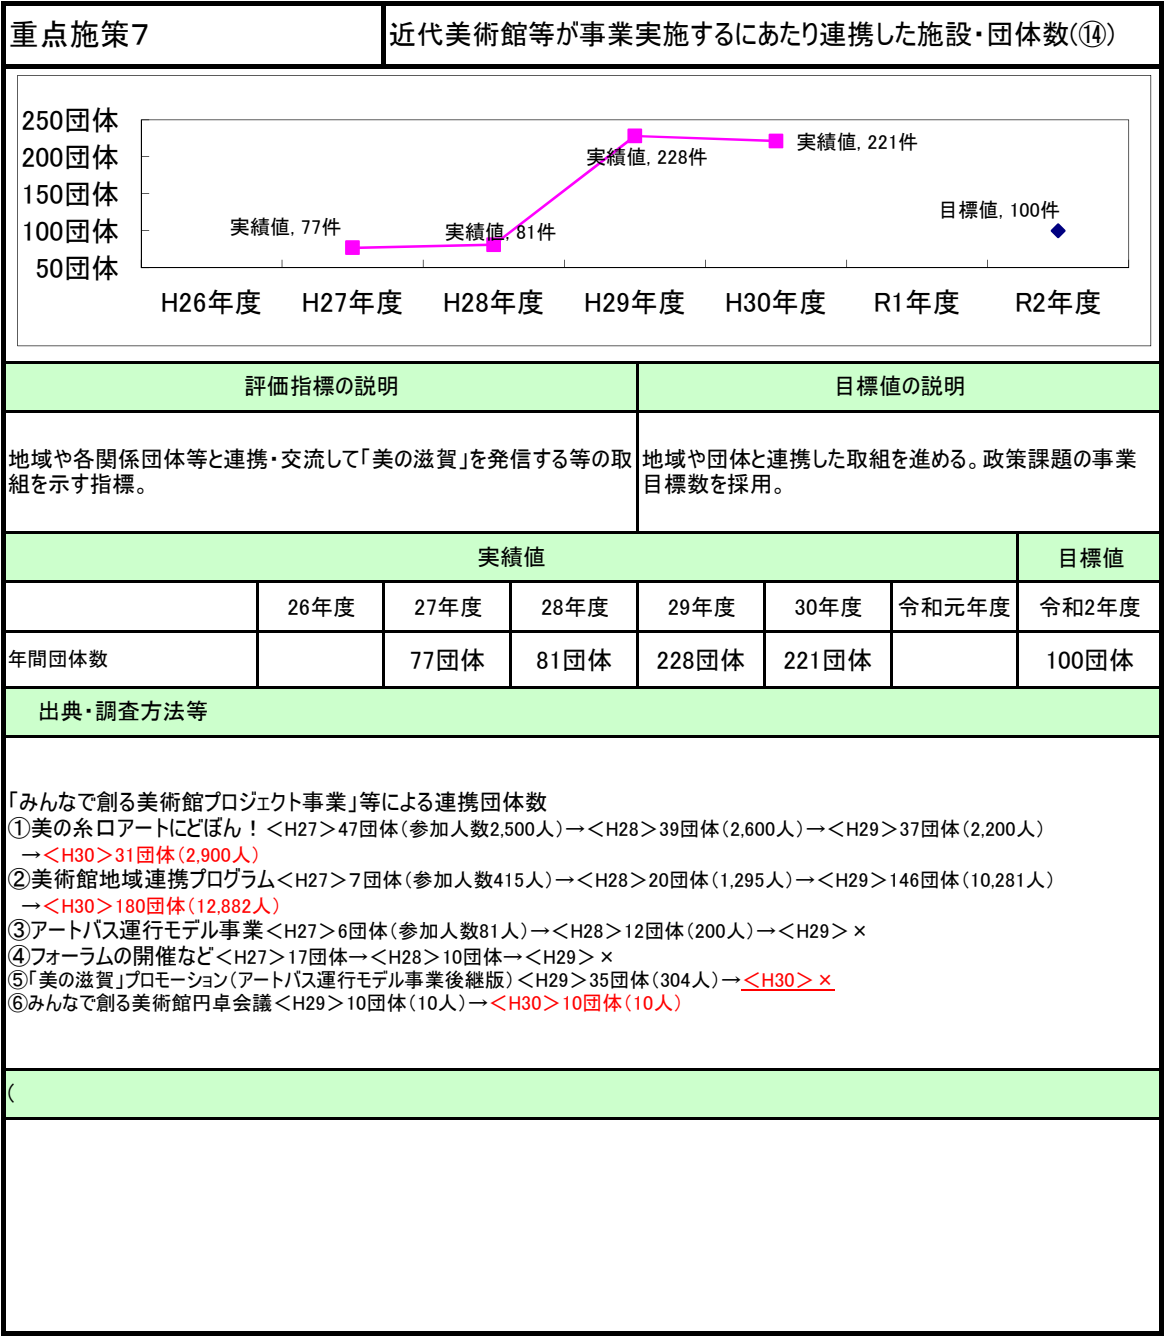 重点施策７
近代美術館等が事業実施するにあたり連携した施設・団体数(⑭)
250団体
200団体
150団体
100団体
50団体
実績値, 77件
実績値, 81件
実績値, 228件
実績値, 221件
目標値, 100件
H26年度 H27年度 H28年度 H29年度 H30年度 R1年度 R2年度
評価指標の説明 目標値の説明
地域や各関係団体等と連携・交流して「美の滋賀」を発信する等の取
組を示す指標。
地域や団体と連携した取組を進める。政策課題の事業
目標数を採用。
実績値 目標値
26年度 27年度 28年度 29年度 30年度 令和元年度 令和2年度
年間団体数 77団体 81団体 228団体 221団体 100団体
出典・調査方法等
「みんなで創る美術館プロジェクト事業」等による連携団体数
①美の糸口アートにどぼん！＜H27＞47団体（参加人数2,500人）→＜H28＞39団体（2,600人）→＜H29＞37団体（2,200人）
→＜H30＞31団体（2,900人）
②美術館地域連携プログラム＜H27＞７団体（参加人数415人）→＜H28＞20団体（1,295人）→＜H29＞146団体（10,281人）
→＜H30＞180団体（12,882人）
③アートバス運行モデル事業＜H27＞6団体（参加人数81人）→＜H28＞12団体（200人）→＜H29＞×
④フォーラムの開催など＜H27＞17団体→＜H28＞10団体→＜H29＞×
⑤「美の滋賀」プロモーション（アートバス運行モデル事業後継版）＜H29＞35団体（304人）→＜H30＞×
⑥みんなで創る美術館円卓会議＜H29＞10団体（10人）→＜H30＞10団体（10人）
（